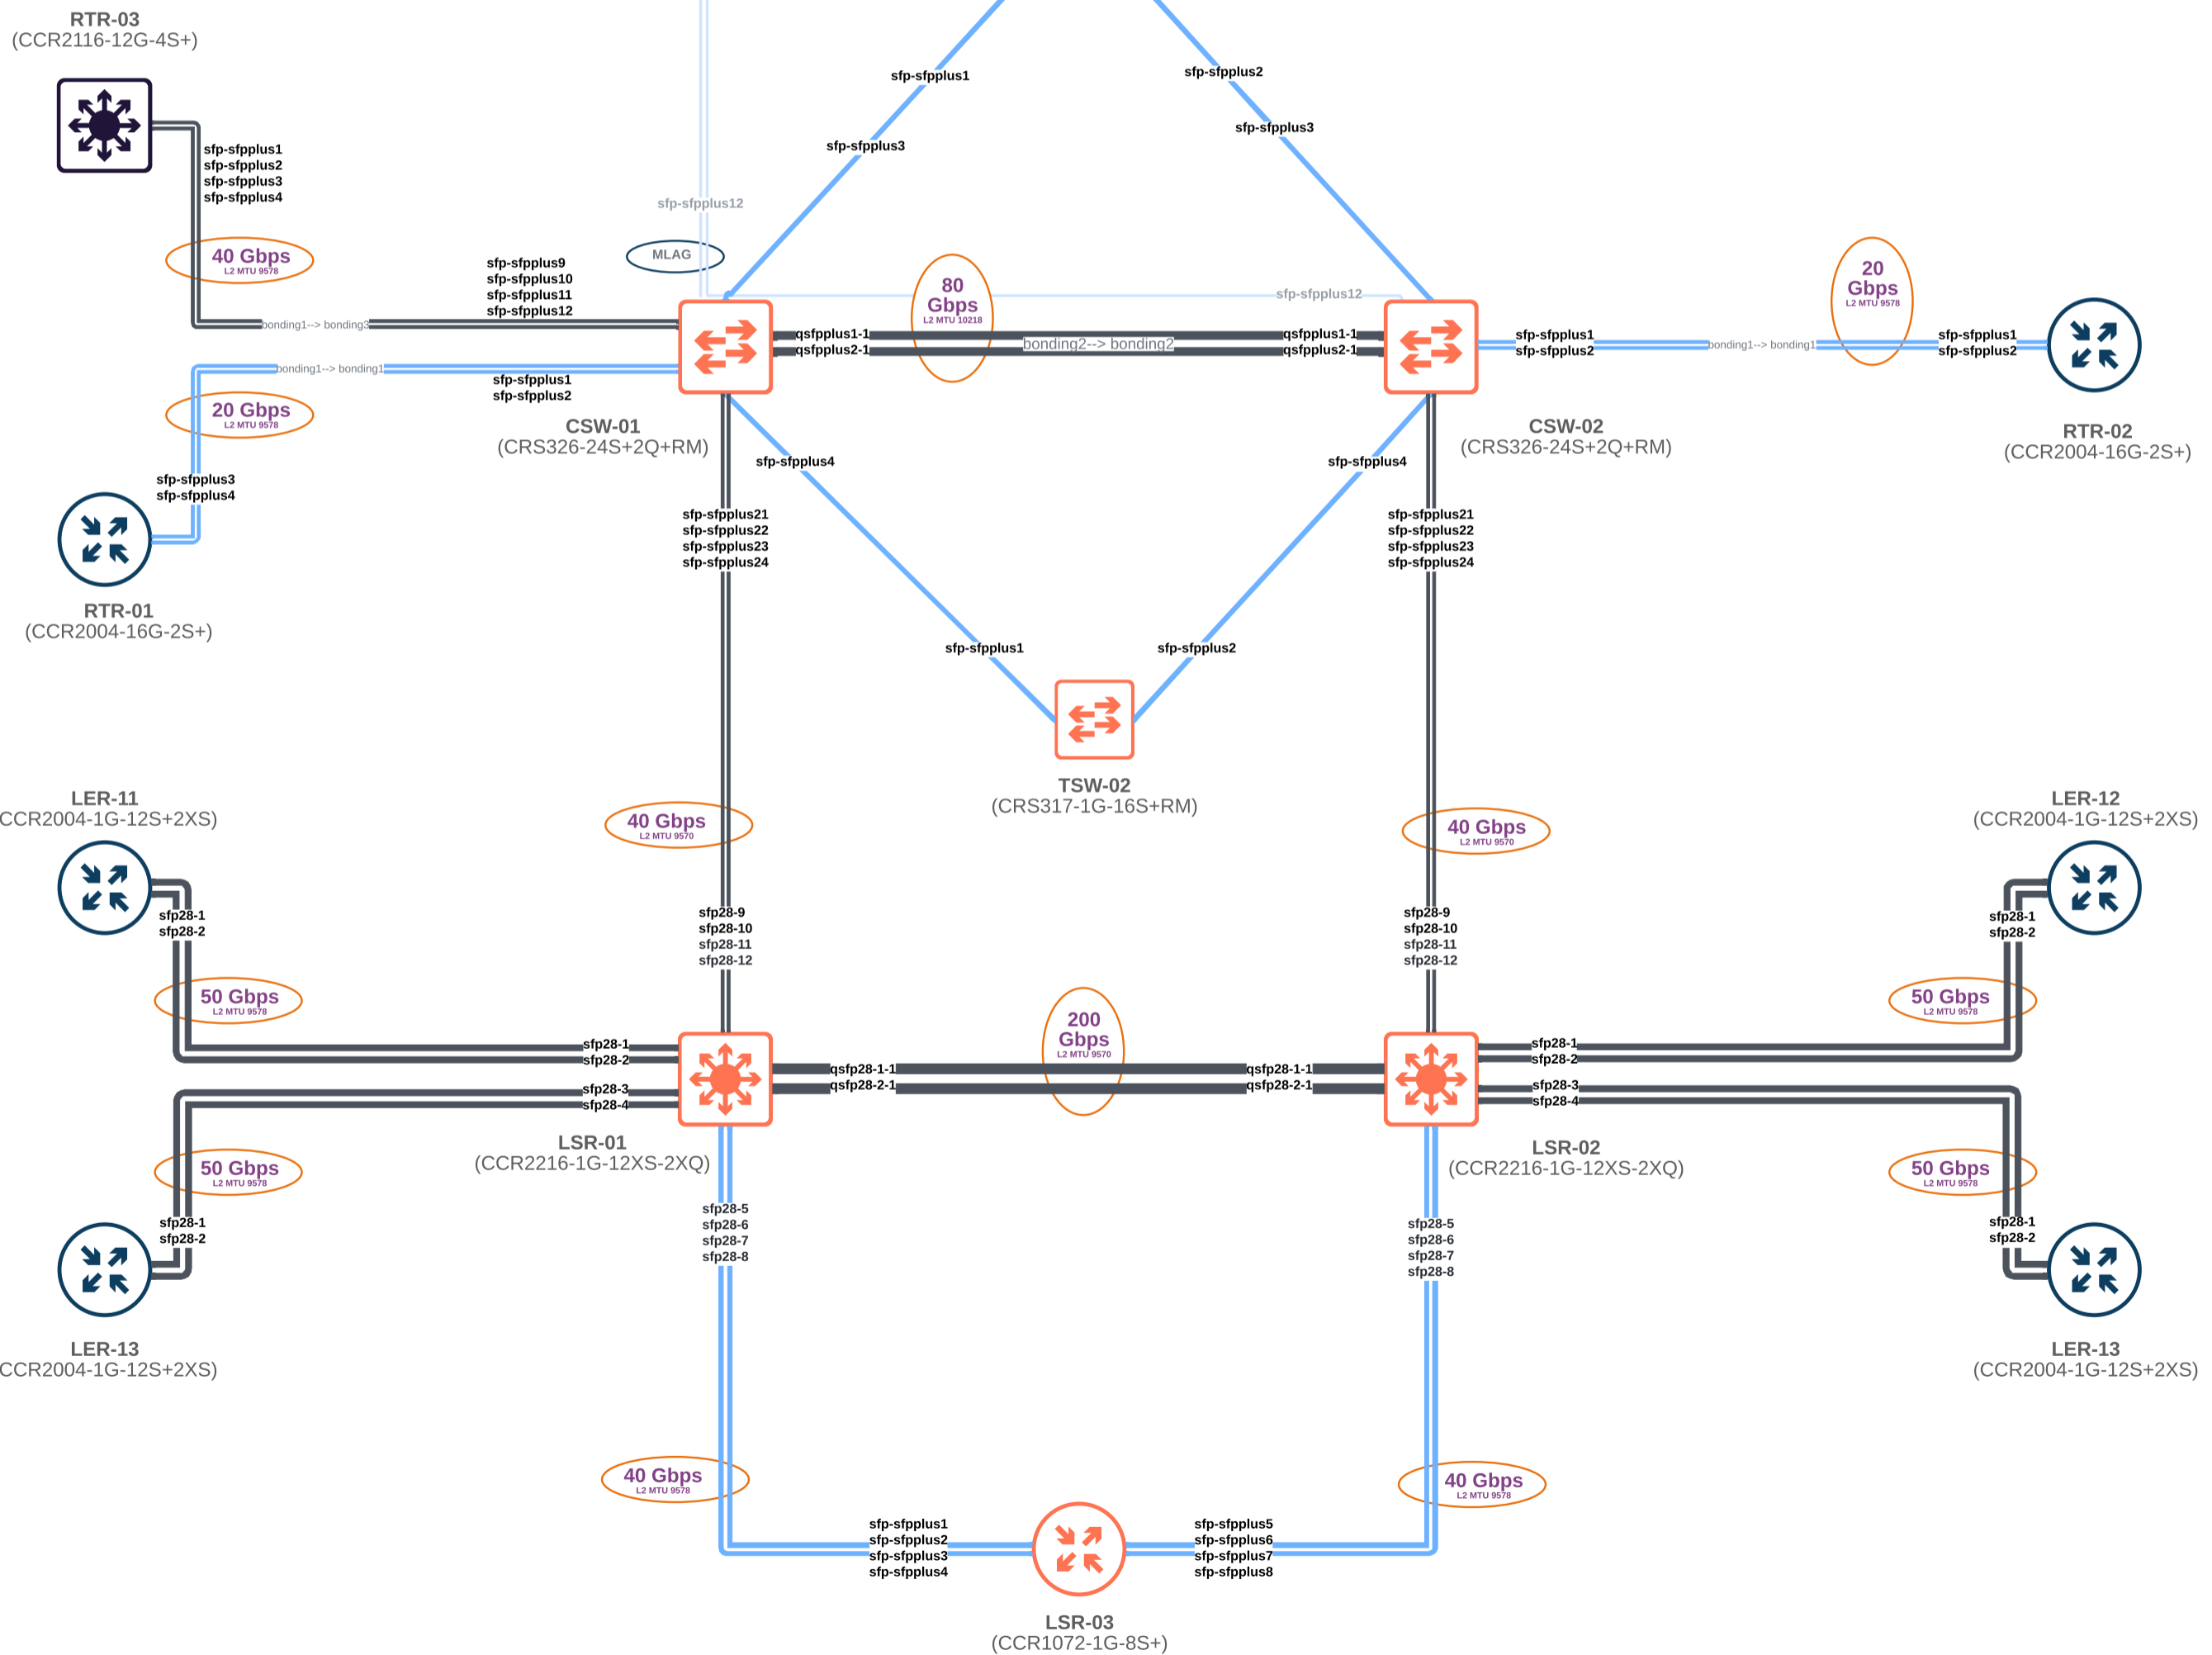 RTR-03
(CCR2116-12G-4S+)
sfp-sfpplus1
sfp-sfpplus2
sfp-sfpplus3
sfp-sfpplus4
40 Gbps
L2 MTU 9578
sfp-sfpplus9
sfp-sfpplus10
sfp-sfpplus11
sfp-sfpplus12
bonding1--> bonding3
bonding1--> bonding1
sfp-sfpplus1
sfp-sfpplus2
20 Gbps
L2 MTU 9578
sfp-sfpplus3
sfp-sfpplus4
RTR-01
(CCR2004-16G-2S+)
sfp-sfpplus12
MLAG
sfp-sfpplus1
sfp-sfpplus3
sfp-sfpplus2
sfp-sfpplus3
80
Gbps
L2 MTU 10218
sfp-sfpplus12
qsfpplus1-1
qsfpplus2-1
bonding2--> bonding2
qsfpplus1-1
qsfpplus2-1
CSW-01
(CRS326-24S+2Q+RM)
CSW-02
(CRS326-24S+2Q+RM)
sfp-sfpplus1
sfp-sfpplus2
bonding1--> bonding1
20
Gbps
L2 MTU 9578
sfp-sfpplus1
sfp-sfpplus2
RTR-02
(CCR2004-16G-2S+)
sfp-sfpplus4
sfp-sfpplus4
sfp-sfpplus21
sfp-sfpplus22
sfp-sfpplus23
sfp-sfpplus24
sfp-sfpplus21
sfp-sfpplus22
sfp-sfpplus23
sfp-sfpplus24
sfp-sfpplus1
sfp-sfpplus2
TSW-02
(CRS317-1G-16S+RM)
40 Gbps
L2 MTU 9570
40 Gbps
L2 MTU 9570
LER-11
CCR2004-1G-12S+2XS)
sfp28-1
sfp28-2
50 Gbps
L2 MTU 9578
LER-12
(CCR2004-1G-12S+2XS)
sfp28-1
sfp28-2
50 Gbps
L2 MTU 9578
sfp28-9
sfp28-10
sfp28-11
sfp28-12
sfp28-9
sfp28-10
sfp28-11
sfp28-12
sfp28-1
sfp28-2
sfp28-3
sfp28-4
200
Gbps
L2 MTU 9570
qsfp28-1-1
qsfp28-2-1
qsfp28-1-1
qsfp28-2-1
sfp28-1
sfp28-2
sfp28-3
sfp28-4
LSR-01
(CCR2216-1G-12XS-2XQ)
LSR-02
(CCR2216-1G-12XS-2XQ)
50 Gbps
L2 MTU 9578
sfp28-1
sfp28-2
LER-13
CCR2004-1G-12S+2XS)
sfp28-5
sfp28-6
sfp28-7
sfp28-8
sfp28-5
sfp28-6
sfp28-7
sfp28-8
50 Gbps
L2 MTU 9578
sfp28-1
sfp28-2
LER-13
(CCR2004-1G-12S+2XS)
40 Gbps
L2 MTU 9578
40 Gbps
L2 MTU 9578
sfp-sfpplus1
sfp-sfpplus2
sfp-sfpplus3
sfp-sfpplus4
sfp-sfpplus5
sfp-sfpplus6
sfp-sfpplus7
sfp-sfpplus8
LSR-03
(CCR1072-1G-8S+)